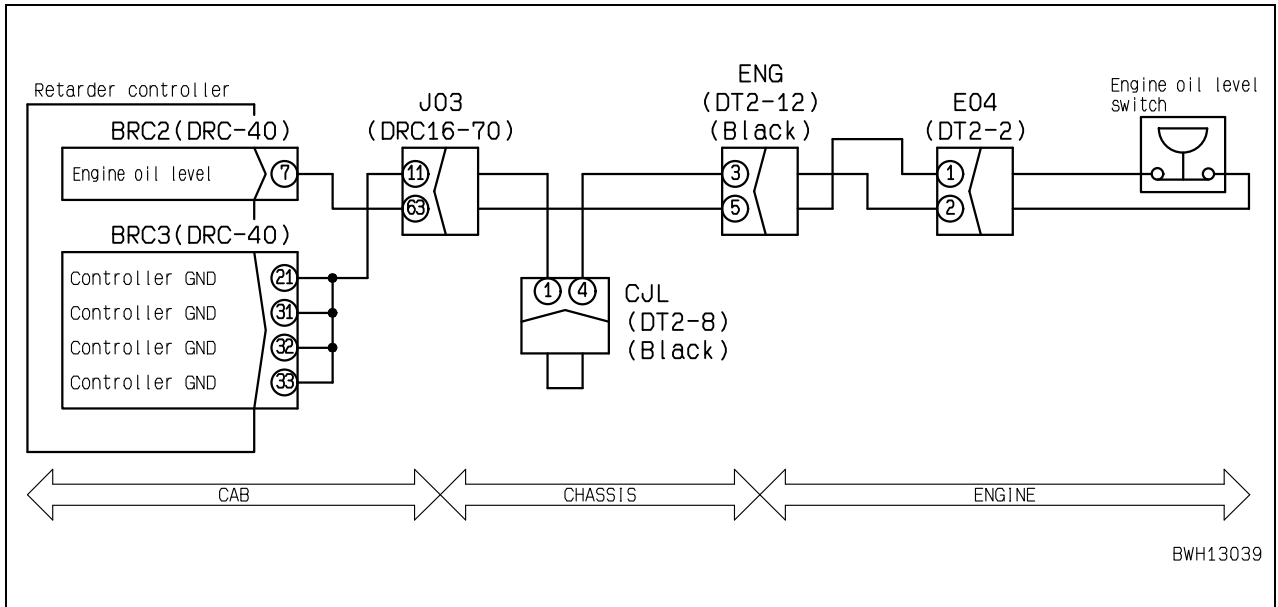 Retarder controller
BRC2(DRC-40)
Engine oil level
7
BRC3(DRC-40)
Controller GND
21
Controller GND
31
Controller GND
32
Controller GND
33
J03
(DRC16-70)
11
63
CJL
(DT2-8)
(Black)
1
4
ENG
(DT2-12)
(Black)
3
5
E04
(DT2-2)
1
2
Engine oil level
switch
CAB
CHASSIS
ENGINE
BWH13039